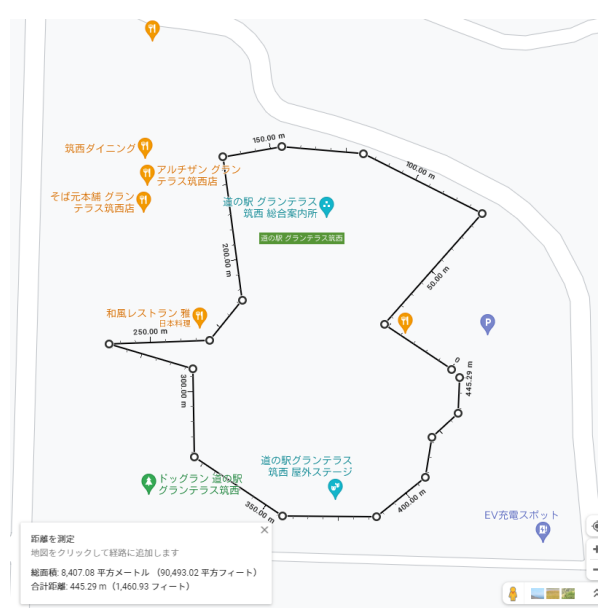 150.00 m
100.00 m
筑西ダイニング
アルチザン グラン
テラス筑西店
そば元本舗 グラン
テラス筑西店
道の駅 グランテラス
筑西 総合案内所
道の駅 グランテラス筑西
200.00 m
50.00 m
和風レストラン 雅
日本料理
250.00 m
P
0
445.29 m
300.00 m
道の駅グランテラス
筑西 屋外ステージ
ドッグラン 道の駅
グランテラス筑西
350.00 m
400.00 m
EV充電スポット
距離を測定
地図をクリックして経路に追加します
総面積: 8,407.08 平方メートル （90,493.02 平方フィート）
合計距離: 445.29 m（1,460.93 フィート）